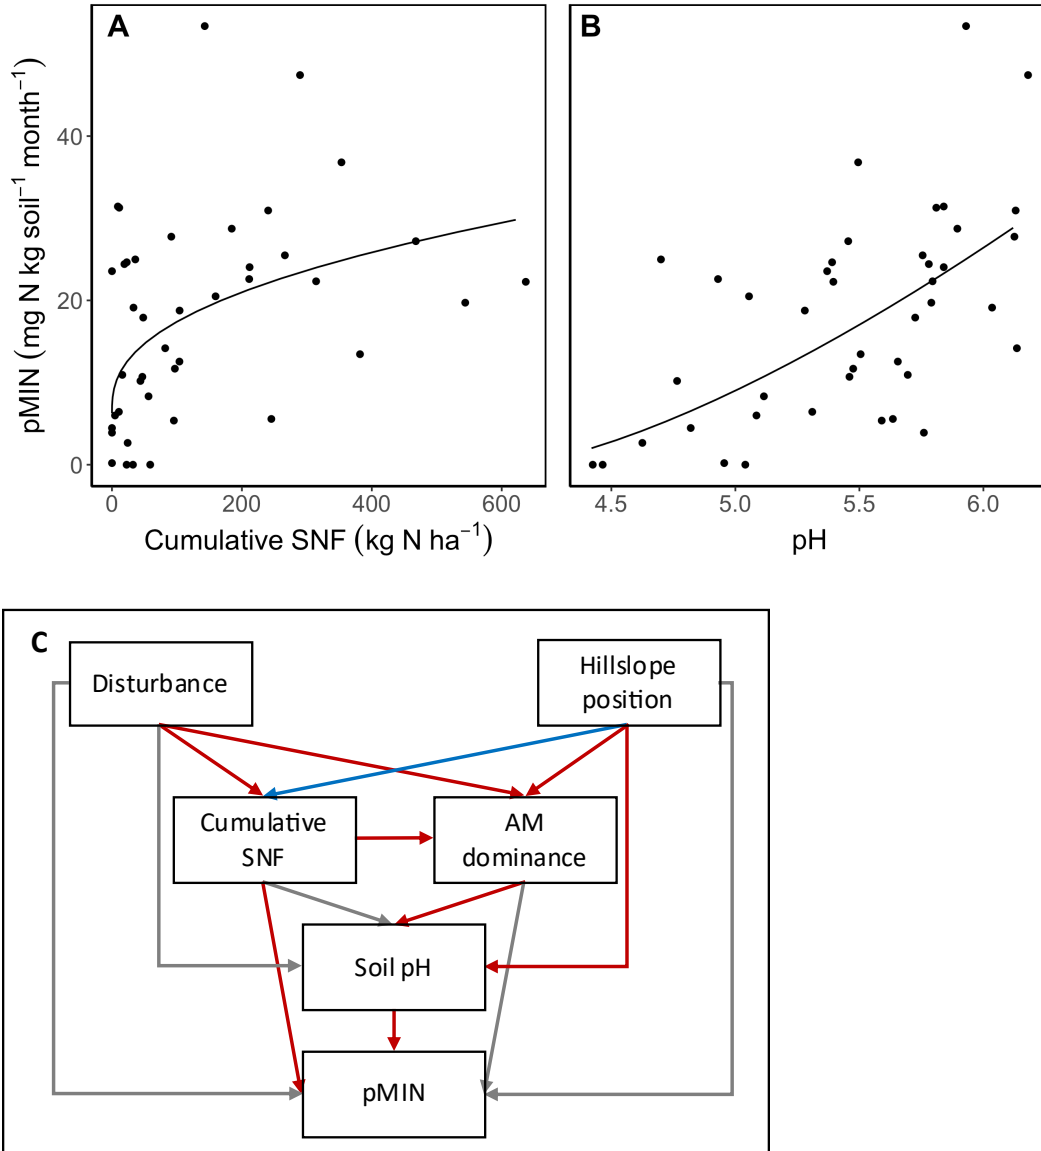 A
B
pMIN (mg N kg soil⁻¹ month⁻¹)
40
20
0
0 200 400 600
4.5 5.0 5.5 6.0
Cumulative SNF (kg N ha⁻¹)
pH
C
Disturbance
Hillslope
position
Cumulative
SNF
AM
dominance
Soil pH
pMIN